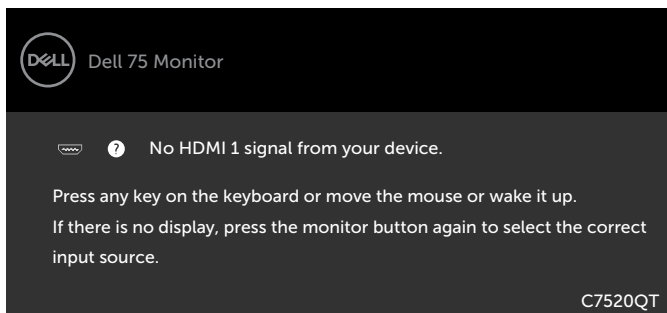 DELL Dell 75 Monitor
? No HDMI 1 signal from your device.
Press any key on the keyboard or move the mouse or wake it up.
If there is no display, press the monitor button again to select the correct
input source.
C7520QT